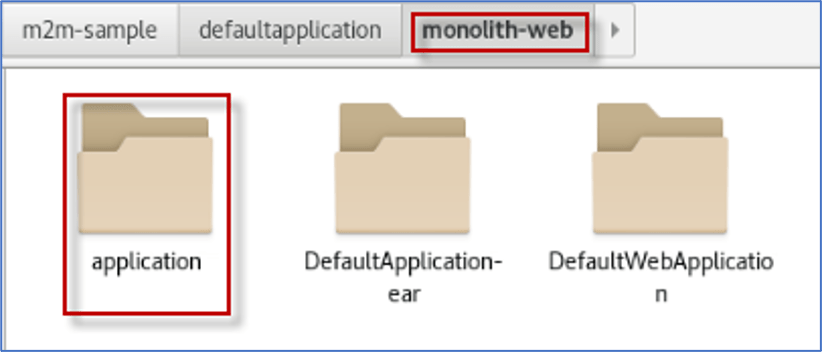 m2m-sample defaultapplication monolith-web
application DefaultApplication- DefaultWebApplicatio
ear n